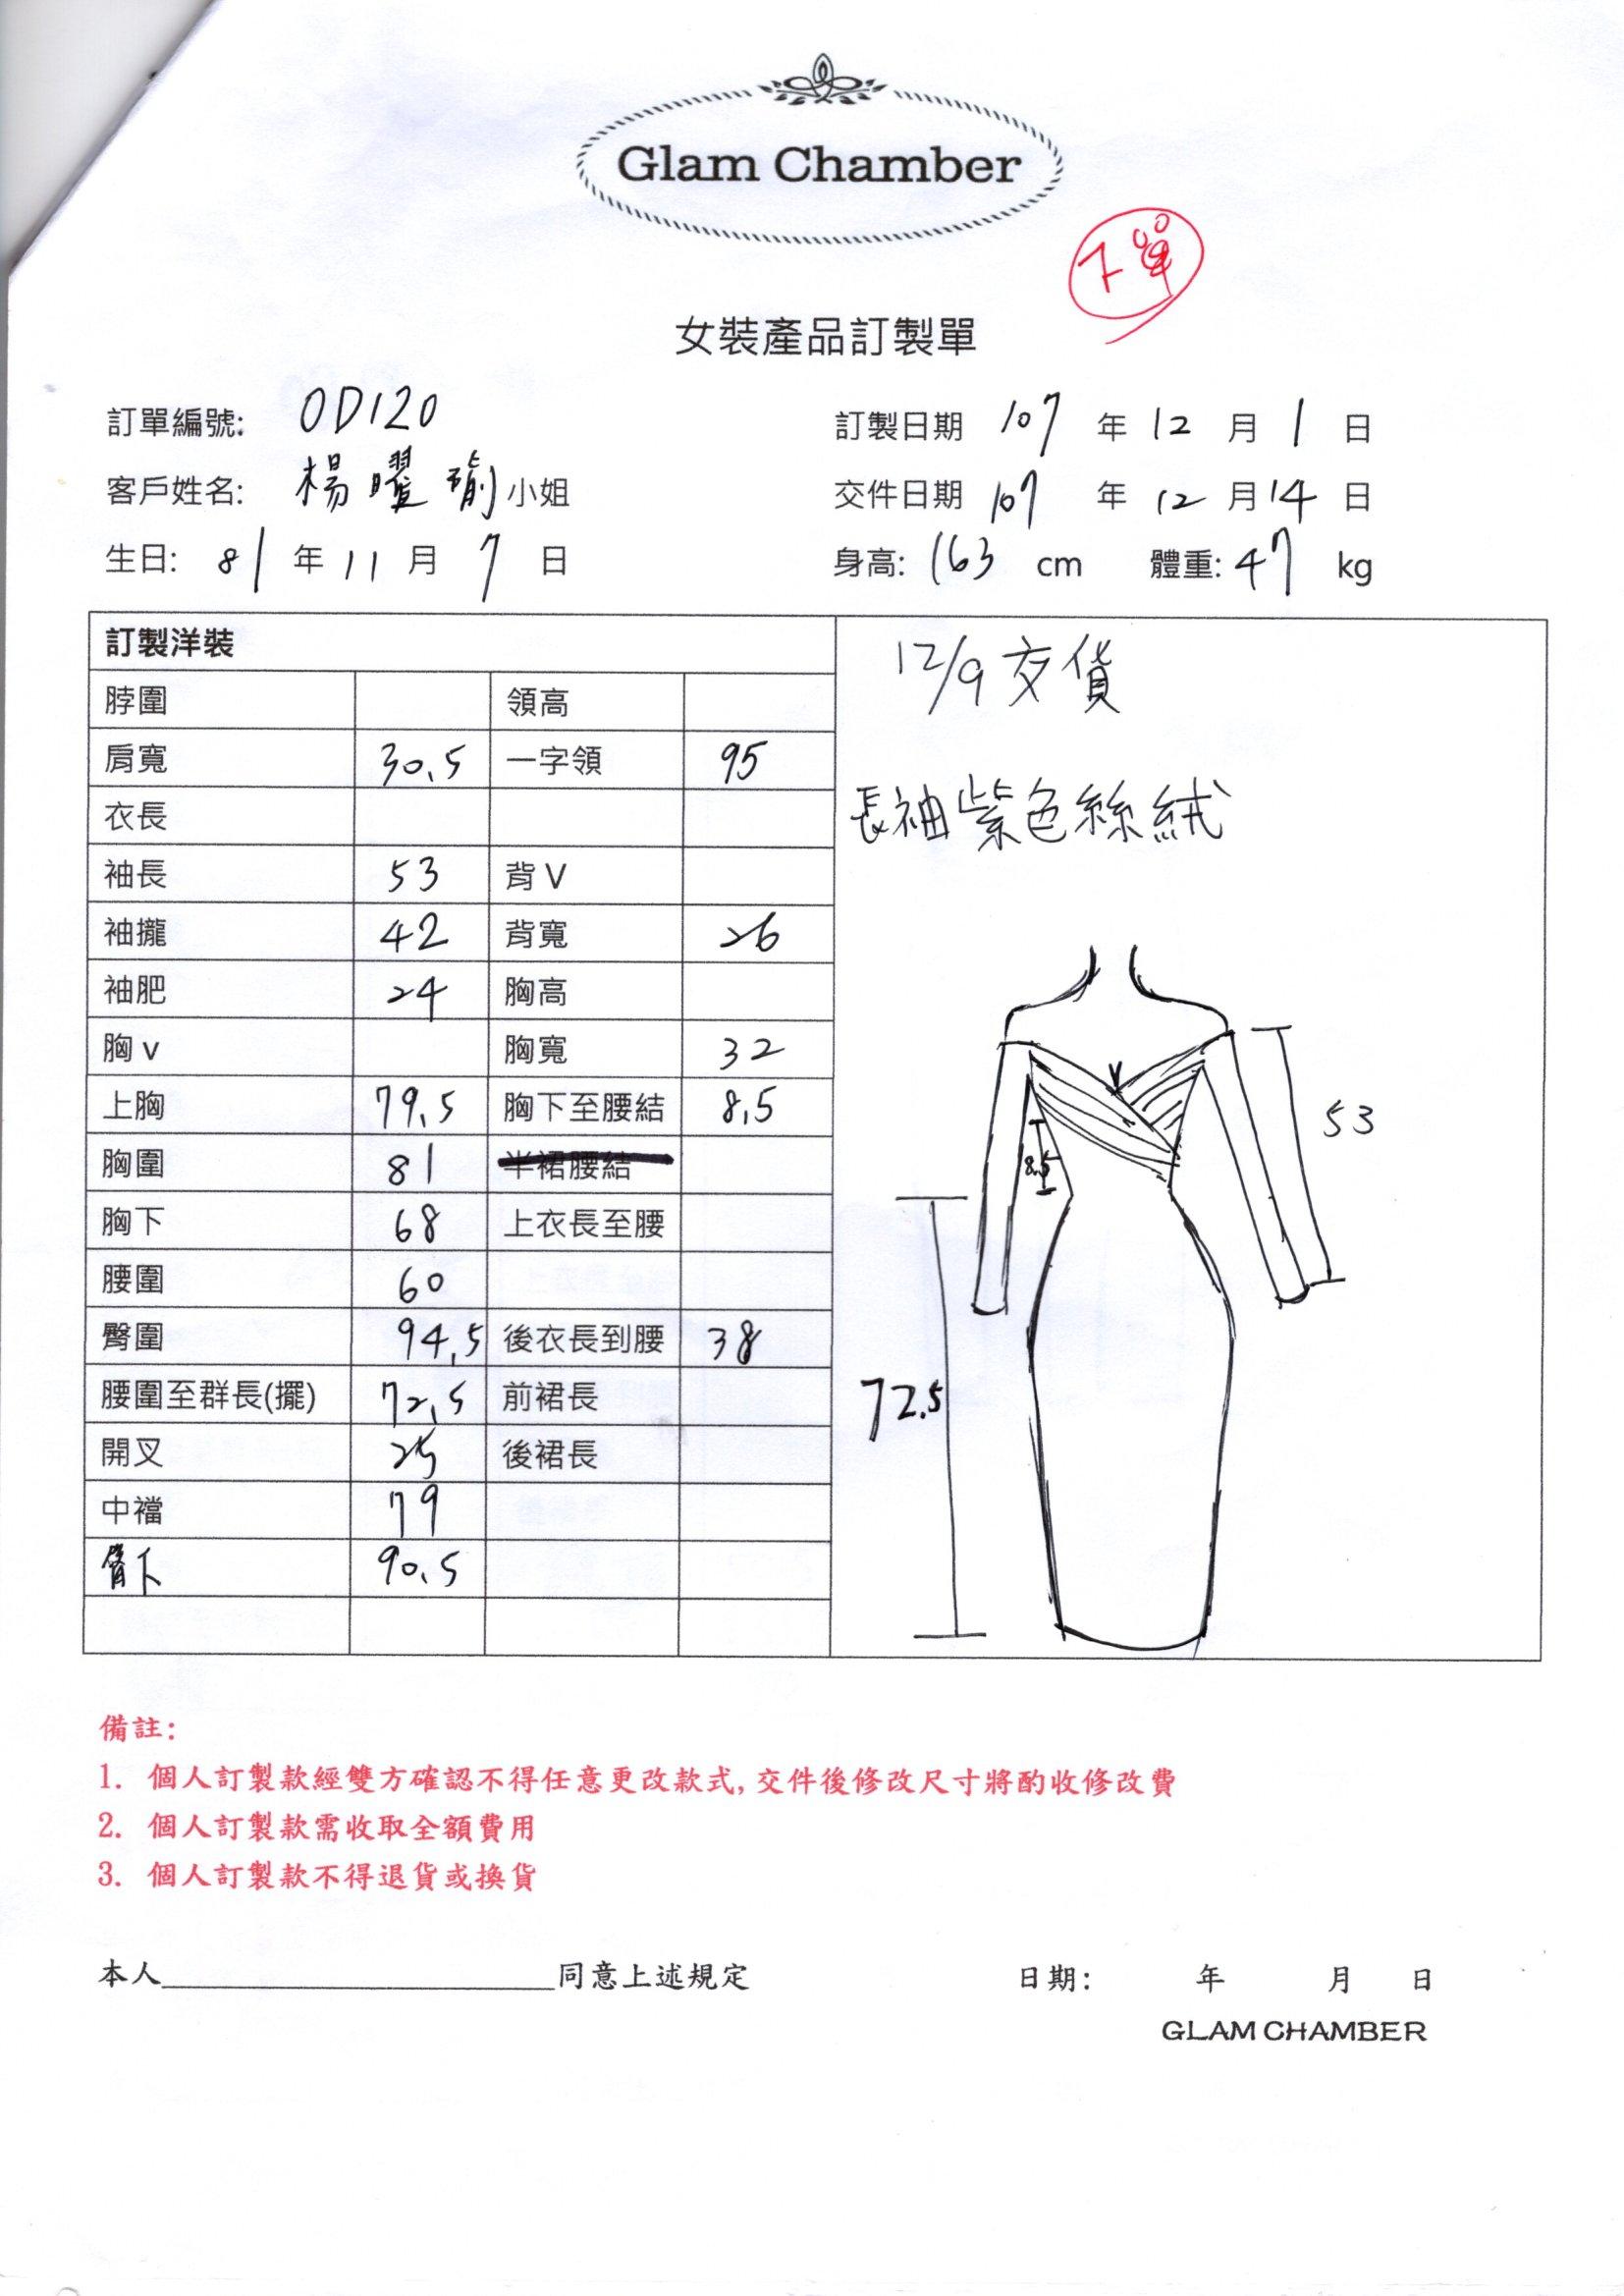 Glam Chamber
下單
女裝產品訂製單
訂單編號: OD120
訂製日期 107 年 12 月 1 日
客戶姓名: 楊曜瑜 小姐
交件日期 107 年 12 月 14 日
生日: 81 年 11 月 7 日
身高: 163 cm 體重: 47 kg
訂製洋裝
脖圍 領高
肩寬 30.5 一字領 95
衣長
袖長 53 背 V
袖攏 42 背寬 26
袖肥 24 胸高
胸 v 胸寬 32
上胸 79.5 胸下至腰結 8.5
胸圍 81 半裙腰結
胸下 68 上衣長至腰
腰圍 60
臀圍 94.5 後衣長到腰 38
腰圍至群長(擺) 72.5 前裙長
開叉 25 後裙長
中襠 79
90.5
12/9 交貨
長袖紫色絲絨
V
53
8.5
72.5
備註:
1. 個人訂製款經雙方確認不得任意更改款式, 交件後修改尺寸將酌收修改費
2. 個人訂製款需收取全額費用
3. 個人訂製款不得退貨或換貨
本人________________________同意上述規定
日期: 年 月 日
GLAM CHAMBER